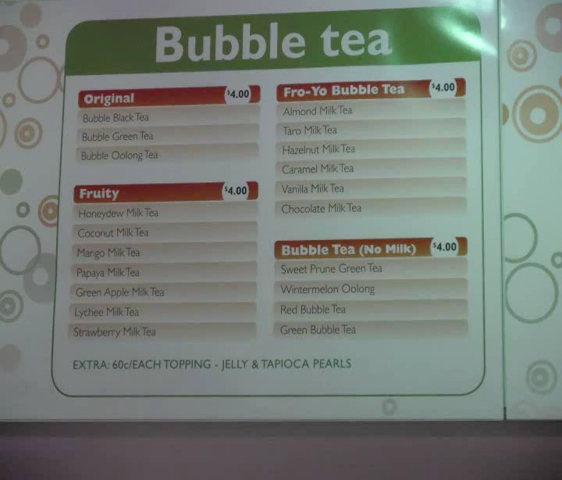 Bubble tea
Original $4.00
Bubble Black Tea
Bubble Green Tea
Bubble Oolong Tea
Fruity $4.00
Honeydew Milk Tea
Coconut Milk Tea
Mango Milk Tea
Papaya Milk Tea
Green Apple Milk Tea
Lychee Milk Tea
Strawberry Milk Tea
Fro-Yo Bubble Tea $4.00
Almond Milk Tea
Taro Milk Tea
Hazelnut Milk Tea
Caramel Milk Tea
Vanilla Milk Tea
Chocolate Milk Tea
Bubble Tea (No Milk) $4.00
Sweet Prune Green Tea
Wintermelon Oolong
Red Bubble Tea
Green Bubble Tea
EXTRA: 60c/EACH TOPPING - JELLY & TAPIOCA PEARLS